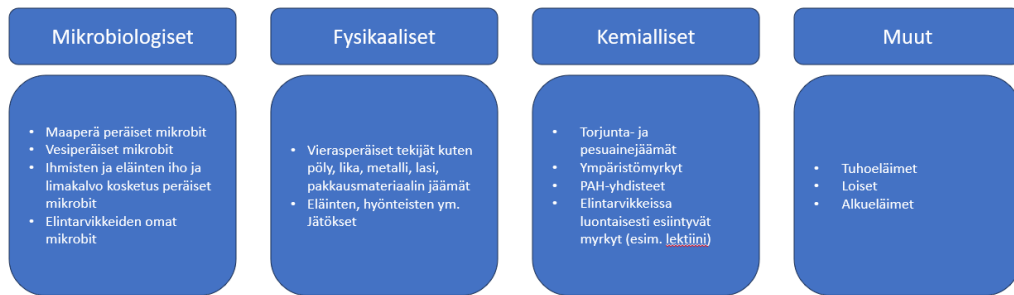 Mikrobiologiset
• Maaperä peräiset mikrobit
• Vesiperäiset mikrobit
• Ihmisten ja eläinten iho ja
limakalvo kosketus peräiset
mikrobit
• Elintarvikkeiden omat
mikrobit
Fysikaaliset
• Vierasperäiset tekijät kuten
pöly, lika, metalli, lasi,
pakkausmateriaalin jäämät
• Eläinten, hyönteisten ym.
Jätökset
Kemialliset
• Torjunta- ja
pesuainejäämät
• Ympäristömyrkyt
• PAH-yhdisteet
• Elintarvikkeissa
luontaisesti esiintyvät
myrkyt (esim. lektiini)
Muut
• Tuhoeläimet
• Loiset
• Alkueläimet